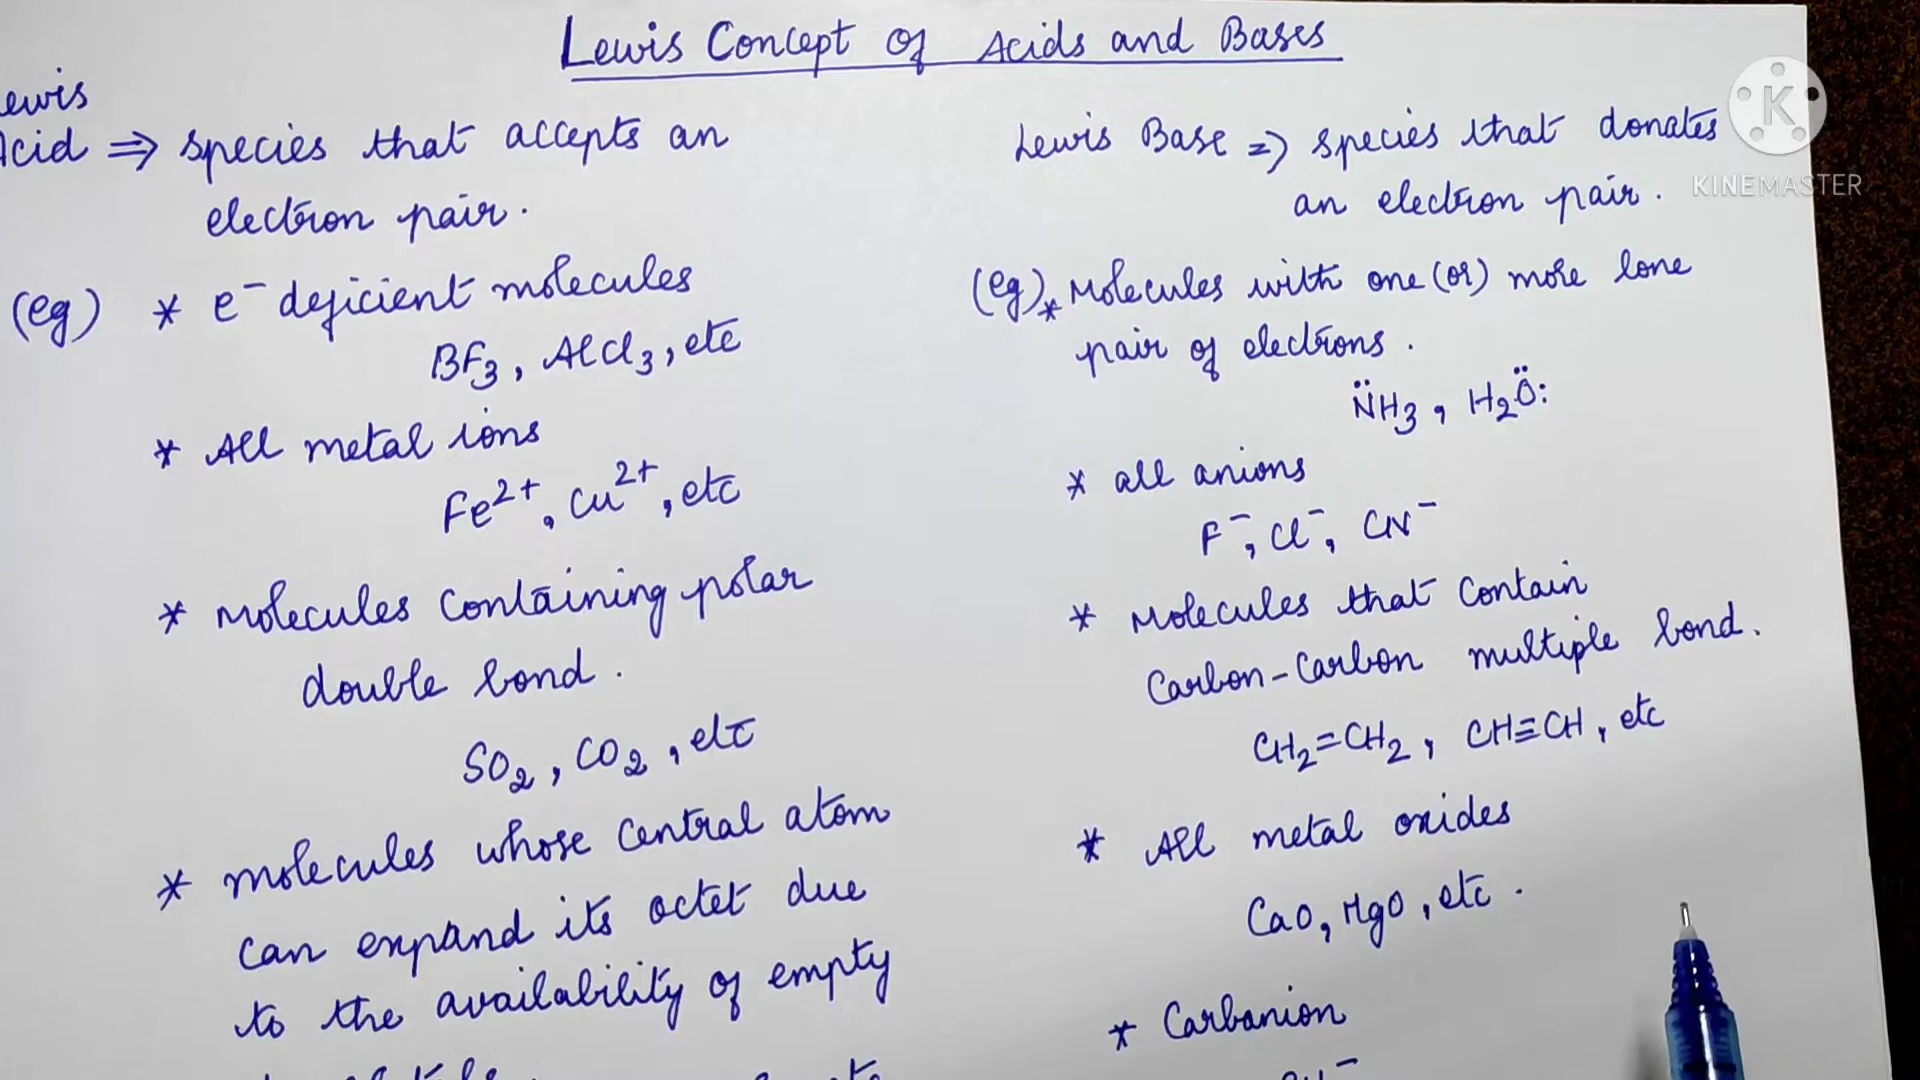 Lewis Concept of Acids and Bases
ewis
Acid ⇒ species that accepts an
electron pair.
(eg) * e⁻ deficient molecules
BF₃, AlCl₃, etc
* All metal ions
Fe²⁺, Cu²⁺, etc
* Molecules containing polar
double bond.
SO₂, CO₂, etc
* molecules whose central atom
can expand its octet due
to the availability of empty
Lewis Base ⇒ species that donates
an electron pair.
(eg) * Molecules with one (or) more lone
pair of electrons.
N̈H₃, H₂Ö:
* all anions
F⁻, Cl⁻, CN⁻
* Molecules that contain
Carbon-Carbon multiple bond.
CH₂=CH₂, CH≡CH, etc
* All metal oxides
CaO, MgO, etc.
* Carbanion
K
KINEMASTER